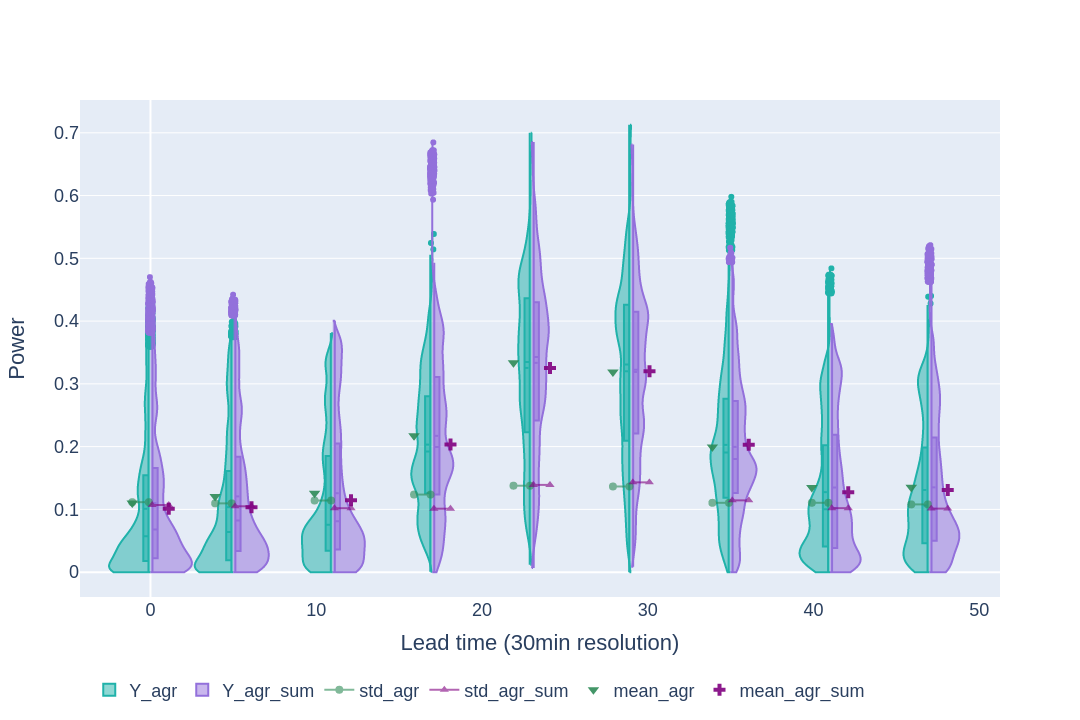 0.7
0.6
0.5
0.4
0.3
0.2
0.1
0
Power
0 10 20 30 40 50
Lead time (30min resolution)
Y_agr Y_agr_sum std_agr std_agr_sum mean_agr mean_agr_sum